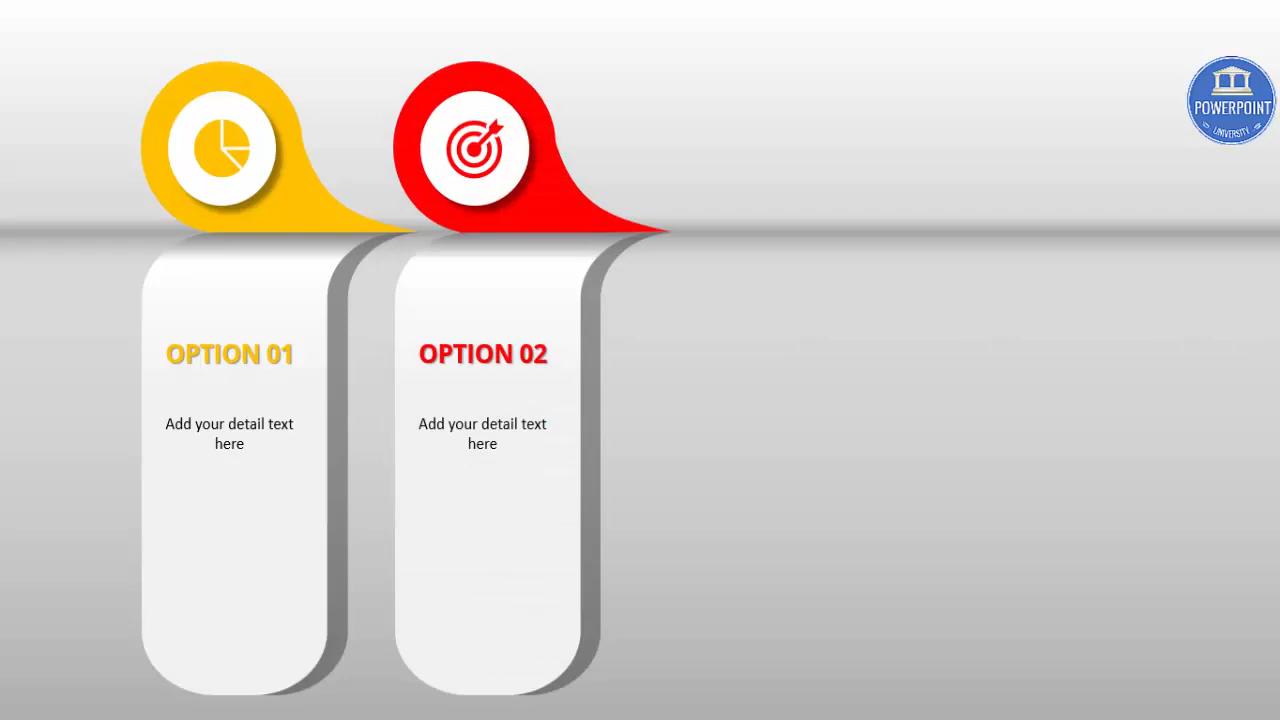 POWERPOINT
UNIVERSITY
OPTION 01
OPTION 02
Add your detail text
here
Add your detail text
here